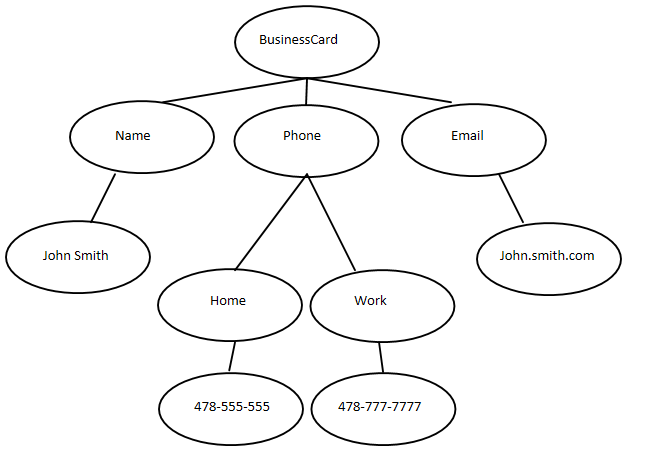 BusinessCard
Name
Phone
Email
John Smith
John.smith.com
Home
Work
478-555-555
478-777-7777